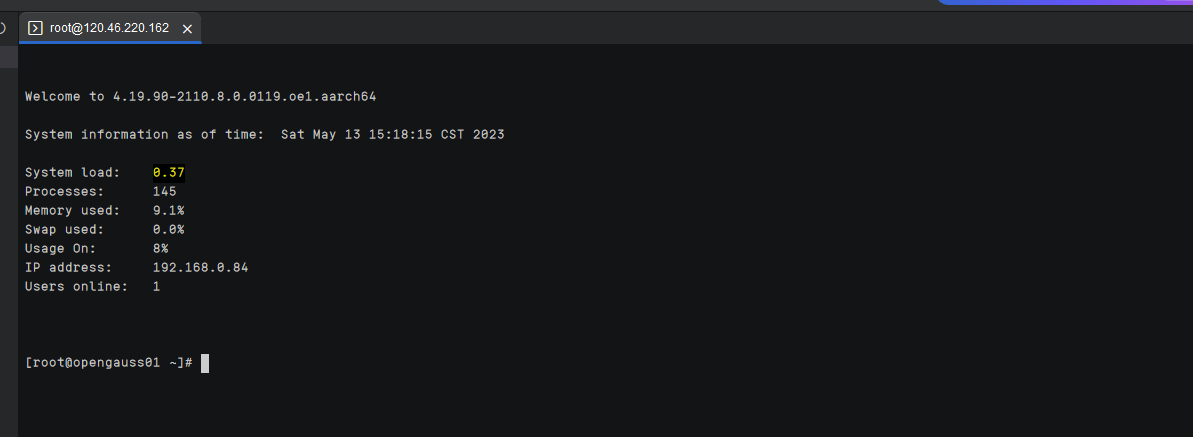 root@120.46.220.162
Welcome to 4.19.90-2110.8.0.0119.oe1.aarch64
System information as of time:  Sat May 13 15:18:15 CST 2023
System load:    0.37
Processes:      145
Memory used:    9.1%
Swap used:      0.0%
Usage On:       8%
IP address:     192.168.0.84
Users online:   1
[root@opengauss01 ~]#